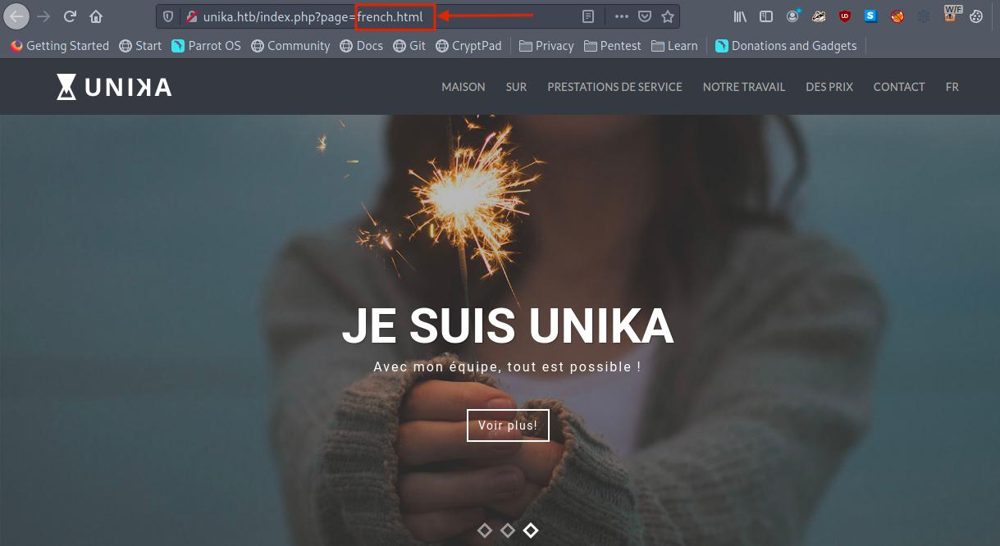 unika.htb/index.php?page=french.html
W/F
Getting Started Start Parrot OS Community Docs Git CryptPad Privacy Pentest Learn Donations and Gadgets
UNIKA MAISON SUR PRESTATIONS DE SERVICE NOTRE TRAVAIL DES PRIX CONTACT FR
JE SUIS UNIKA
Avec mon équipe, tout est possible !
Voir plus!